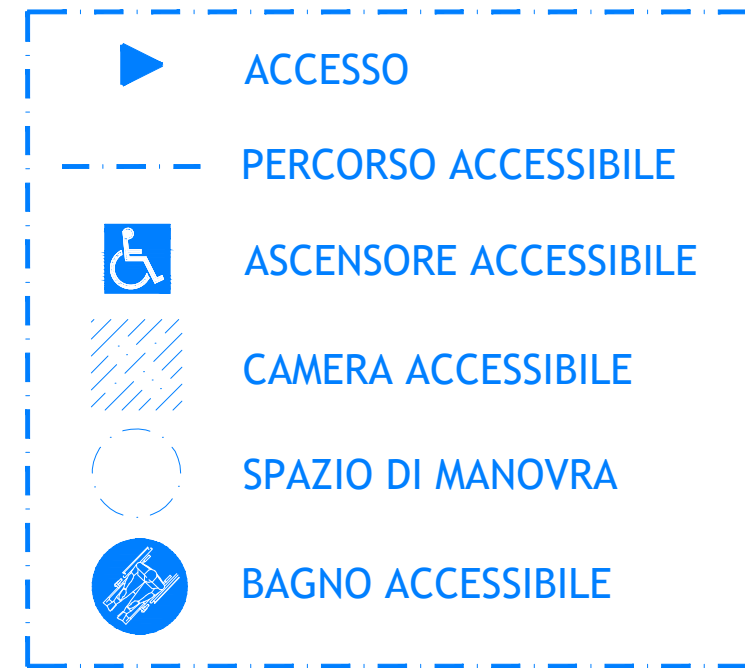 ACCESSO
PERCORSO ACCESSIBILE
ASCENSORE ACCESSIBILE
CAMERA ACCESSIBILE
SPAZIO DI MANOVRA
BAGNO ACCESSIBILE